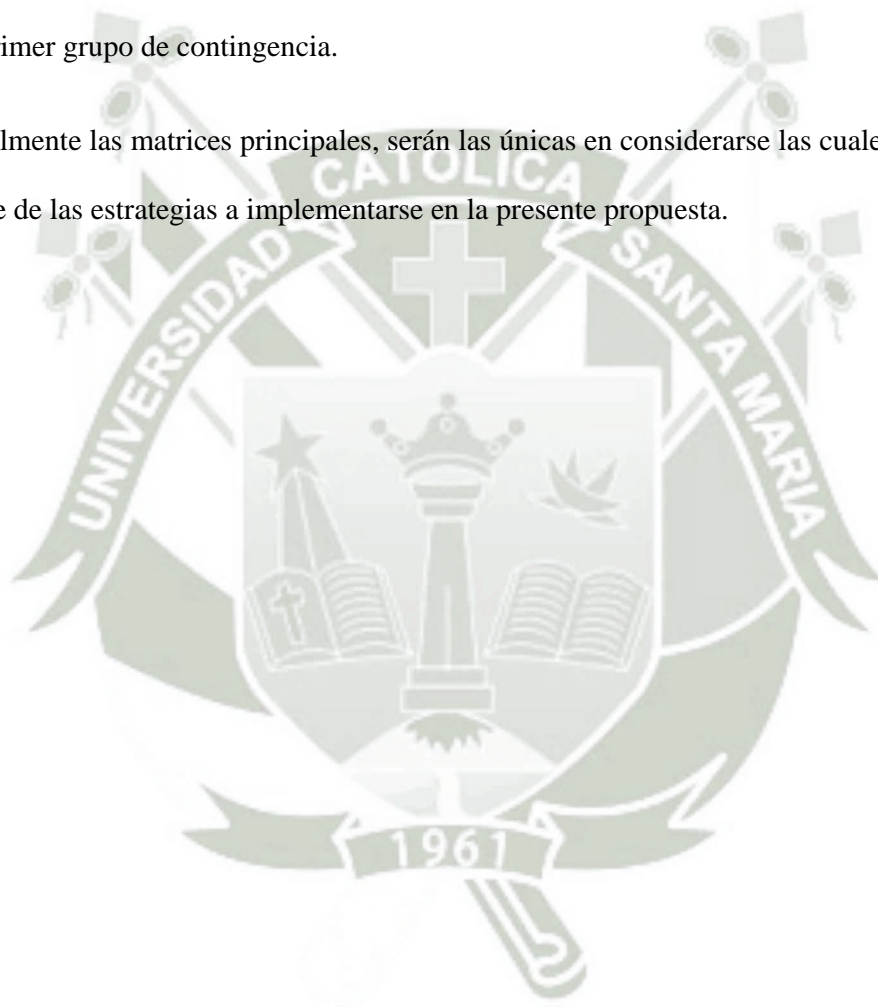 rimer grupo de contingencia.
lmente las matrices principales, serán las únicas en considerarse las cuale
e de las estrategias a implementarse en la presente propuesta.
UNIVERSIDAD CATOLICA SANTA MARIA
1961